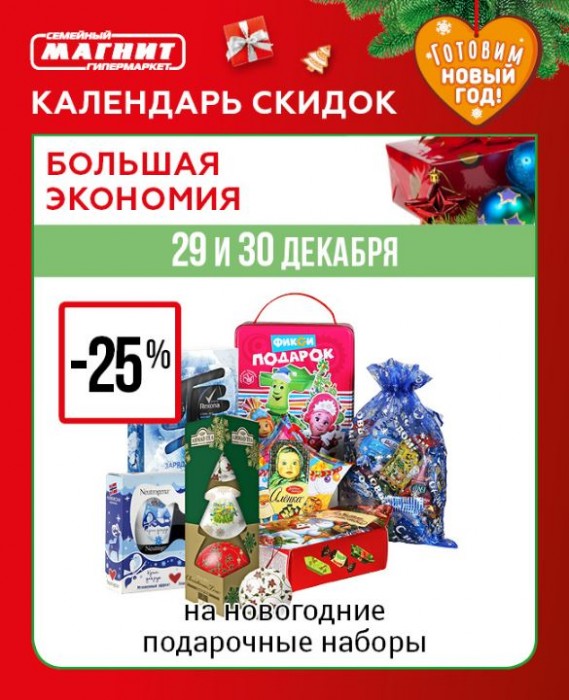 СЕМЕЙНЫЙ
МАГНИТ
ГИПЕРМАРКЕТ
ГОТОВИМ
НОВЫЙ
ГОД!
КАЛЕНДАРЬ СКИДОК
БОЛЬШАЯ
ЭКОНОМИЯ
29 И 30 ДЕКАБРЯ
-25%
ФИКСИ
ПОДАРОК
Rexona
ЗАРЯД
AHMAD TEA
Neutrogena
Алёнка
на новогодние
подарочные наборы